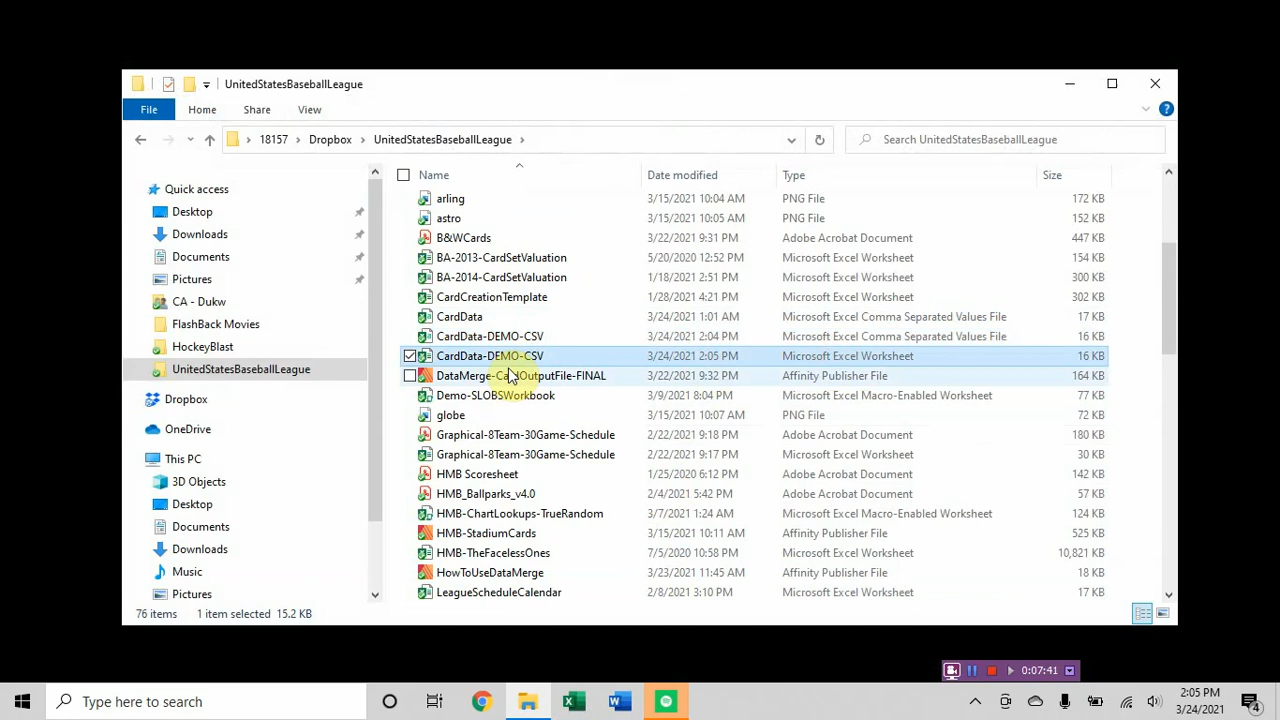 UnitedStatesBaseballLeague
File Home Share View
18157 Dropbox UnitedStatesBaseballLeague Search UnitedStatesBaseballLeague
Name Date modified Type Size
Quick access
Desktop
Downloads
Documents
Pictures
CA - Dukw
FlashBack Movies
HockeyBlast
UnitedStatesBaseballLeague
Dropbox
OneDrive
This PC
3D Objects
Desktop
Documents
Downloads
Music
Pictures
arling 3/15/2021 10:04 AM PNG File 172 KB
astro 3/15/2021 10:05 AM PNG File 152 KB
B&WCards 3/22/2021 9:31 PM Adobe Acrobat Document 447 KB
BA-2013-CardSetValuation 5/20/2020 12:52 PM Microsoft Excel Worksheet 154 KB
BA-2014-CardSetValuation 1/18/2021 2:51 PM Microsoft Excel Worksheet 300 KB
CardCreationTemplate 1/28/2021 4:21 PM Microsoft Excel Worksheet 302 KB
CardData 3/24/2021 1:01 AM Microsoft Excel Comma Separated Values File 17 KB
CardData-DEMO-CSV 3/24/2021 2:04 PM Microsoft Excel Comma Separated Values File 16 KB
CardData-DEMO-CSV 3/24/2021 2:05 PM Microsoft Excel Worksheet 16 KB
DataMerge-CardOutputFile-FINAL 3/22/2021 9:32 PM Affinity Publisher File 164 KB
Demo-SLOBSWorkbook 3/9/2021 8:04 PM Microsoft Excel Macro-Enabled Worksheet 77 KB
globe 3/15/2021 10:07 AM PNG File 72 KB
Graphical-8Team-30Game-Schedule 2/22/2021 9:18 PM Adobe Acrobat Document 180 KB
Graphical-8Team-30Game-Schedule 2/22/2021 9:17 PM Microsoft Excel Worksheet 30 KB
HMB Scoresheet 1/25/2020 6:12 PM Adobe Acrobat Document 142 KB
HMB_Ballparks_v4.0 2/4/2021 5:42 PM Adobe Acrobat Document 57 KB
HMB-ChartLookups-TrueRandom 3/7/2021 1:24 AM Microsoft Excel Macro-Enabled Worksheet 124 KB
HMB-StadiumCards 3/15/2021 10:11 AM Affinity Publisher File 525 KB
HMB-TheFacelessOnes 7/5/2020 10:58 PM Microsoft Excel Worksheet 10,821 KB
HowToUseDataMerge 3/23/2021 11:45 AM Affinity Publisher File 18 KB
LeagueScheduleCalendar 2/8/2021 3:10 PM Microsoft Excel Worksheet 17 KB
76 items 1 item selected 15.2 KB
0:07:41
Type here to search
2:05 PM
3/24/2021
4